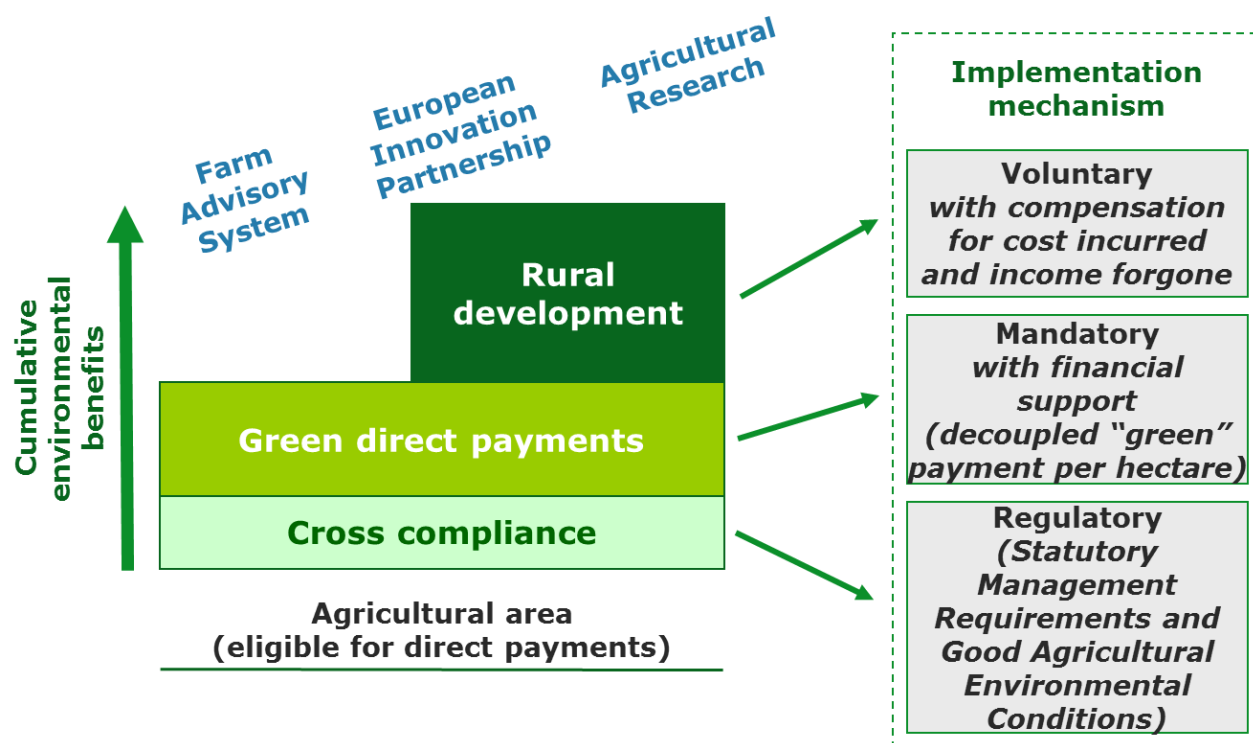 Farm
Advisory
System
European
Innovation
Partnership
Agricultural
Research
Cumulative
environmental
benefits
Rural
development
Green direct payments
Cross compliance
Agricultural area
(eligible for direct payments)
Implementation
mechanism
Voluntary
with compensation
for cost incurred
and income forgone
Mandatory
with financial
support
(decoupled “green”
payment per hectare)
Regulatory
(Statutory
Management
Requirements and
Good Agricultural
Environmental
Conditions)